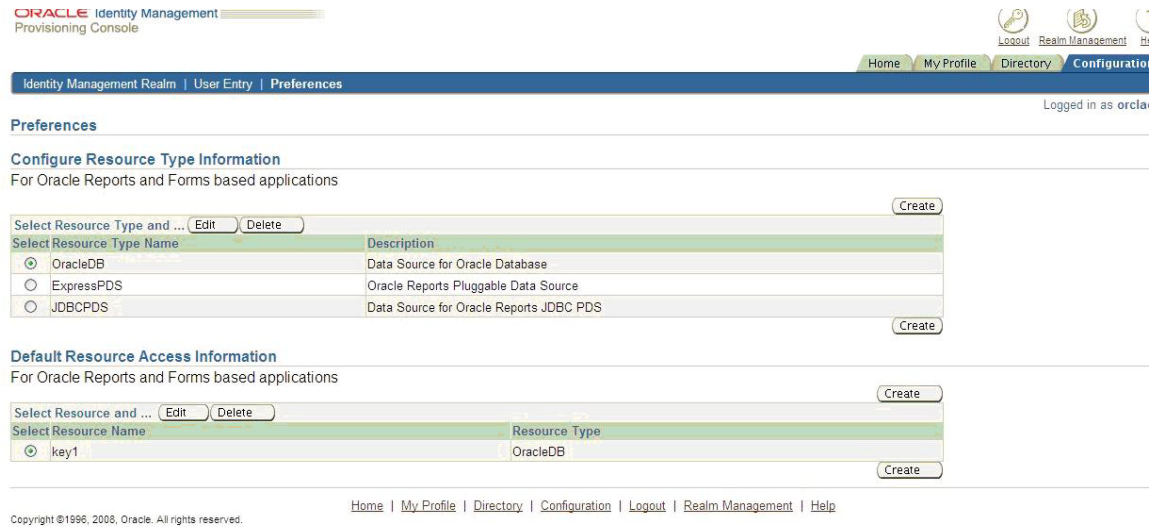 ORACLE Identity Management
Provisioning Console
Logout Realm Management He
Home My Profile Directory Configuration
Identity Management Realm | User Entry | Preferences
Logged in as orclad
Preferences
Configure Resource Type Information
For Oracle Reports and Forms based applications
Create
Select Resource Type and ... Edit Delete
Select Resource Type Name Description
OracleDB Data Source for Oracle Database
ExpressPDS Oracle Reports Pluggable Data Source
JDBCPDS Data Source for Oracle Reports JDBC PDS
Create
Default Resource Access Information
For Oracle Reports and Forms based applications
Create
Select Resource and ... Edit Delete
Select Resource Name Resource Type
key1 OracleDB
Create
Home | My Profile | Directory | Configuration | Logout | Realm Management | Help
Copyright ©1996, 2008, Oracle. All rights reserved.